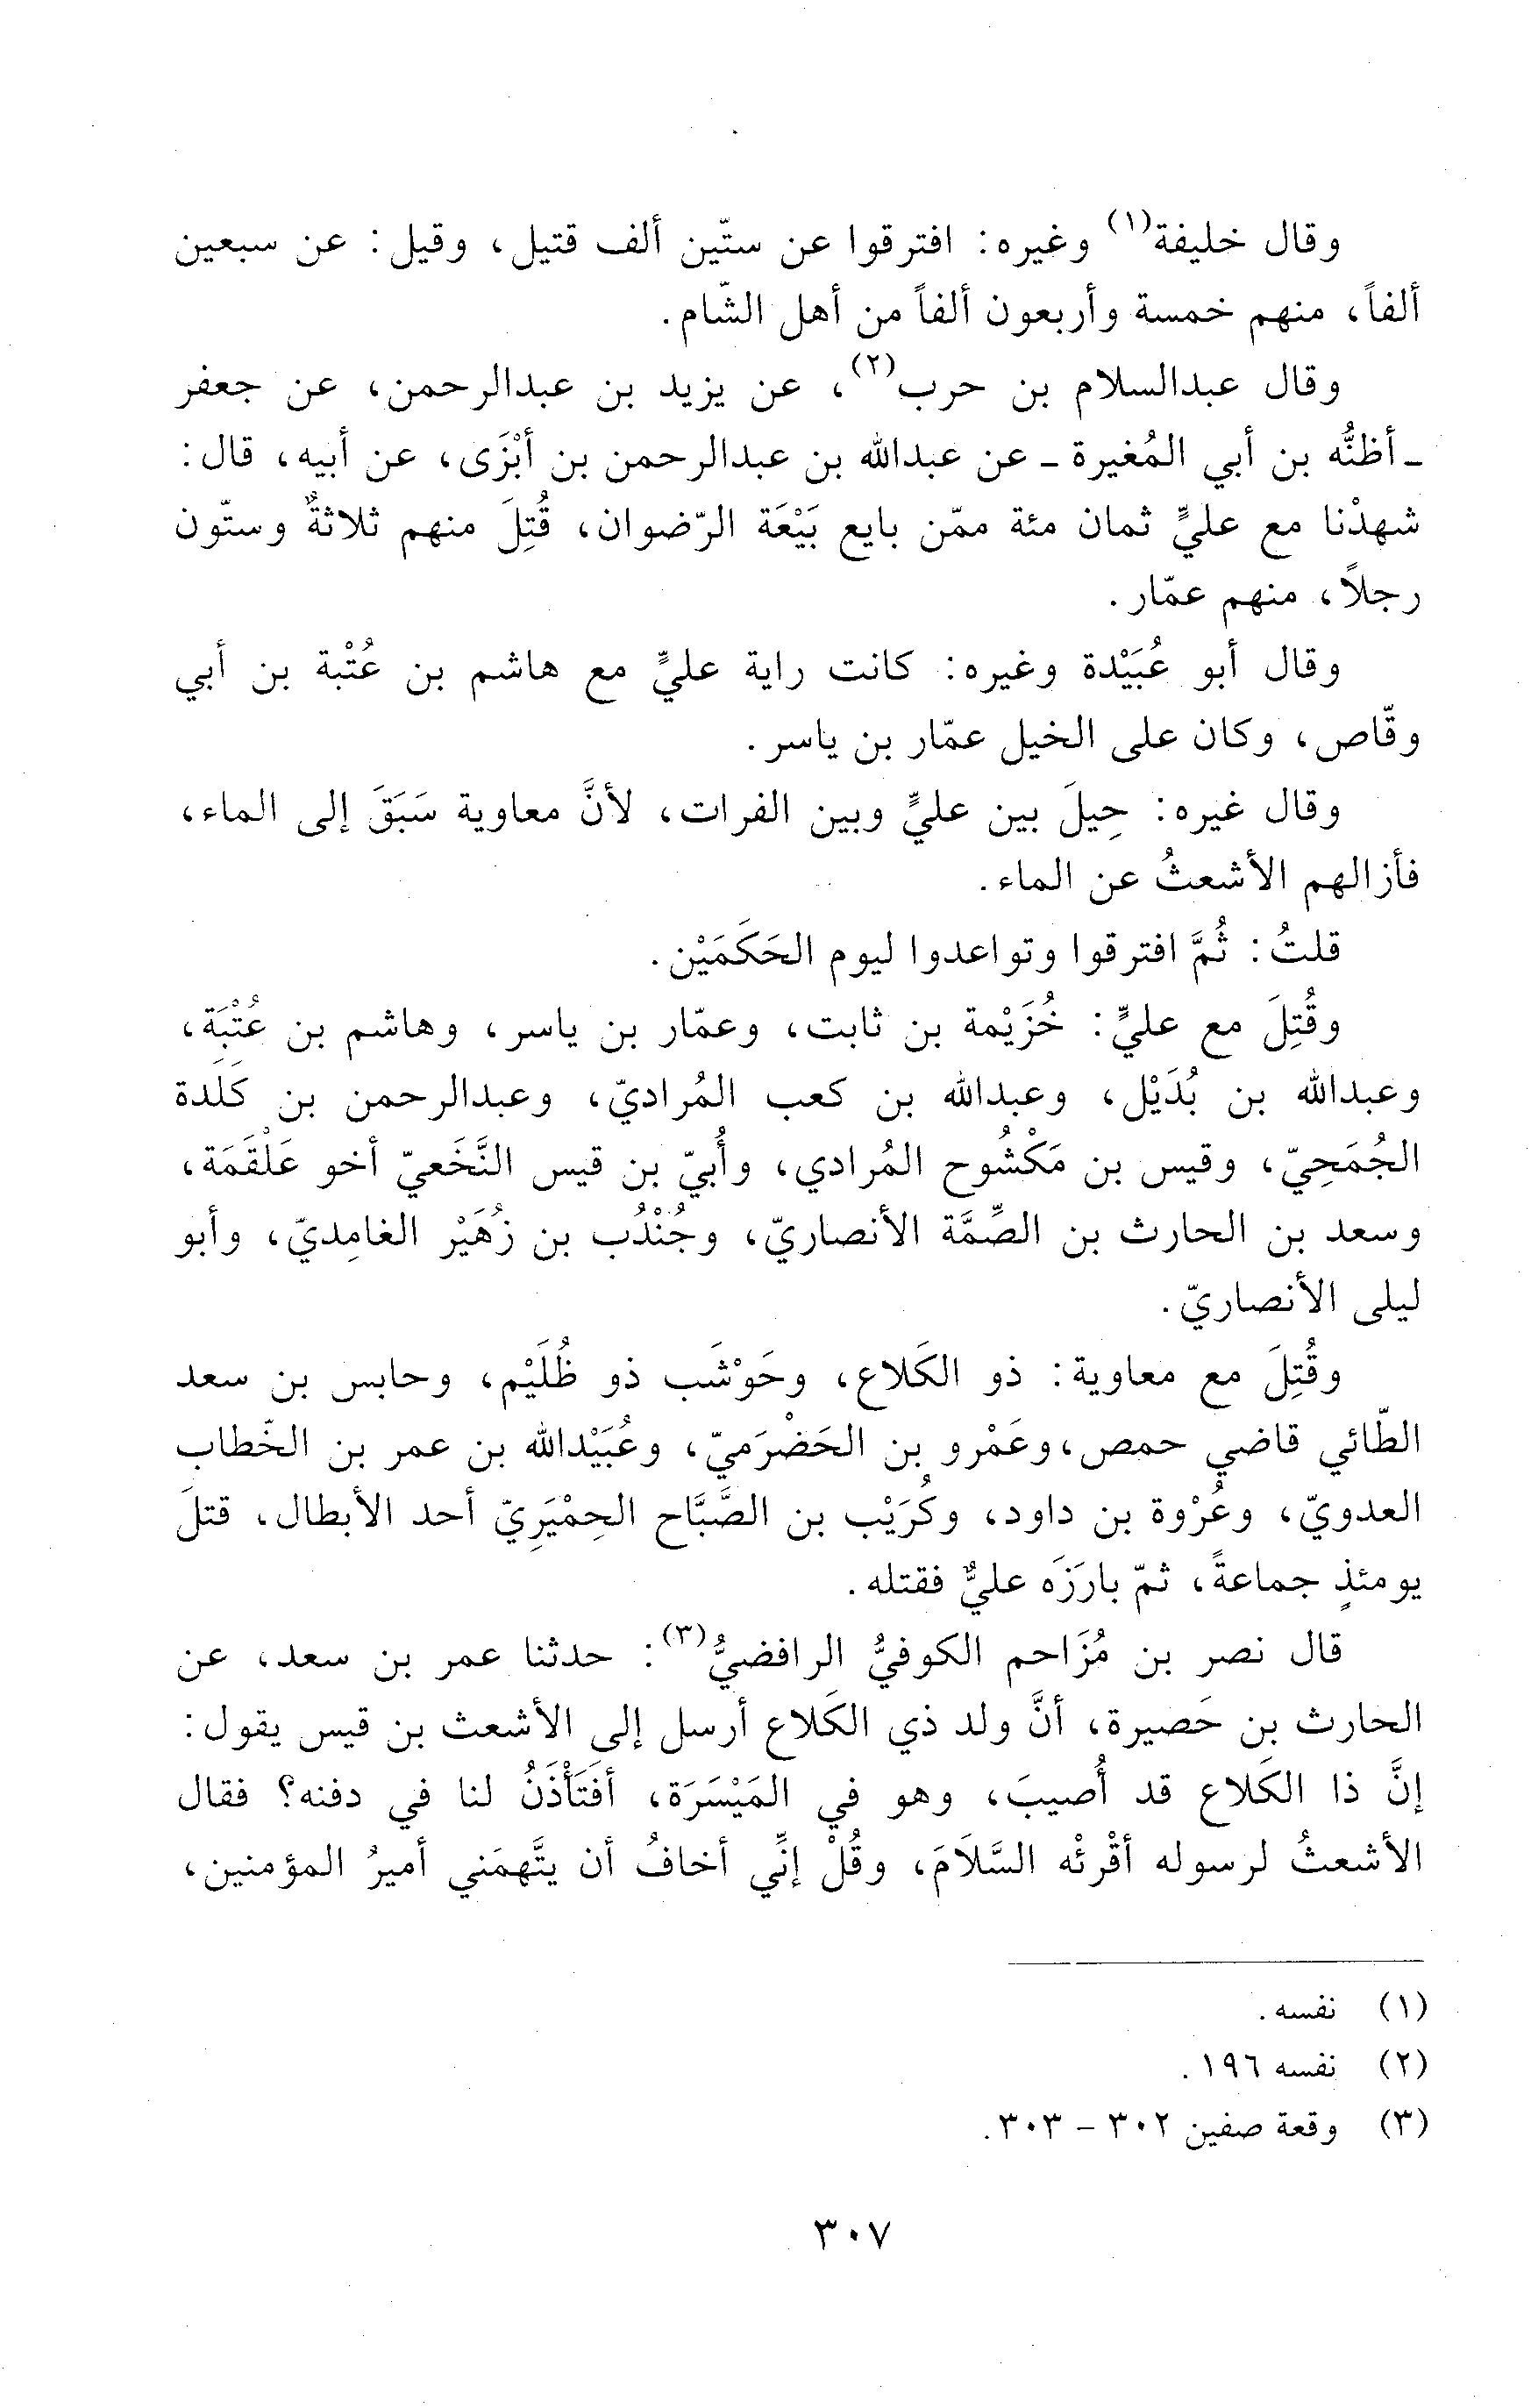 وقال خليفة(١) وغيره: افترقوا عن ستّين ألف قتيل، وقيل: عن سبعين
ألفاً، منهم خمسة وأربعون ألفاً من أهل الشّام.
وقال عبدالسلام بن حرب(٢)، عن يزيد بن عبدالرحمن، عن جعفر
ـ أظنُّه بن أبي المُغيرة ـ عن عبدالله بن عبدالرحمن بن أبْزَى، عن أبيه، قال:
شهدْنا مع عليٍّ ثمان مئة ممّن بايع بَيْعَة الرّضوان، قُتِلَ منهم ثلاثةٌ وستّون
رجلاً، منهم عمّار.
وقال أبو عُبَيْدة وغيره: كانت راية عليٍّ مع هاشم بن عُتْبة بن أبي
وقّاص، وكان على الخيل عمّار بن ياسر.
وقال غيره: حِيلَ بين عليٍّ وبين الفرات، لأنَّ معاوية سَبَقَ إلى الماء،
فأزالهم الأشعثُ عن الماء.
قلتُ: ثُمَّ افترقوا وتواعدوا ليوم الحَكَمَيْن.
وقُتِلَ مع عليٍّ: خُزَيْمة بن ثابت، وعمّار بن ياسر، وهاشم بن عُتْبَة،
وعبدالله بن بُدَيْل، وعبدالله بن كعب المُراديّ، وعبدالرحمن بن كَلَدة
الجُمَحِيّ، وقيس بن مَكْشُوح المُرادي، وأُبيّ بن قيس النَّخَعيّ أخو عَلْقَمَة،
وسعد بن الحارث بن الصِّمَّة الأنصاريّ، وجُنْدُب بن زُهَيْر الغامِديّ، وأبو
ليلى الأنصاريّ.
وقُتِلَ مع معاوية: ذو الكَلاع، وحَوْشَب ذو ظُلَيْم، وحابس بن سعد
الطّائي قاضي حمص، وعَمْرو بن الحَضْرَميّ، وعُبَيْدالله بن عمر بن الخّطاب
العدويّ، وعُرْوة بن داود، وكُرَيْب بن الصَّبَّاح الحِمْيَرِيّ أحد الأبطال، قتلَ
يومئذٍ جماعةً، ثمّ بارَزَه عليٌّ فقتله.
قال نصر بن مُزَاحم الكوفيُّ الرافضيُّ(٣): حدثنا عمر بن سعد، عن
الحارث بن حَصيرة، أنَّ ولد ذي الكَلاع أرسل إلى الأشعث بن قيس يقول:
إنَّ ذا الكَلاع قد أُصيبَ، وهو في المَيْسَرَة، أفَتَأْذَنُ لنا في دفنه؟ فقال
الأشعثُ لرسوله أقْرئْه السَّلاَمَ، وقُلْ إنِّي أخافُ أن يتَّهمَني أميرُ المؤمنين،
(١) نفسه.
(٢) نفسه ١٩٦.
(٣) وقعة صفين ٣٠٢ - ٣٠٣.
٣٠٧